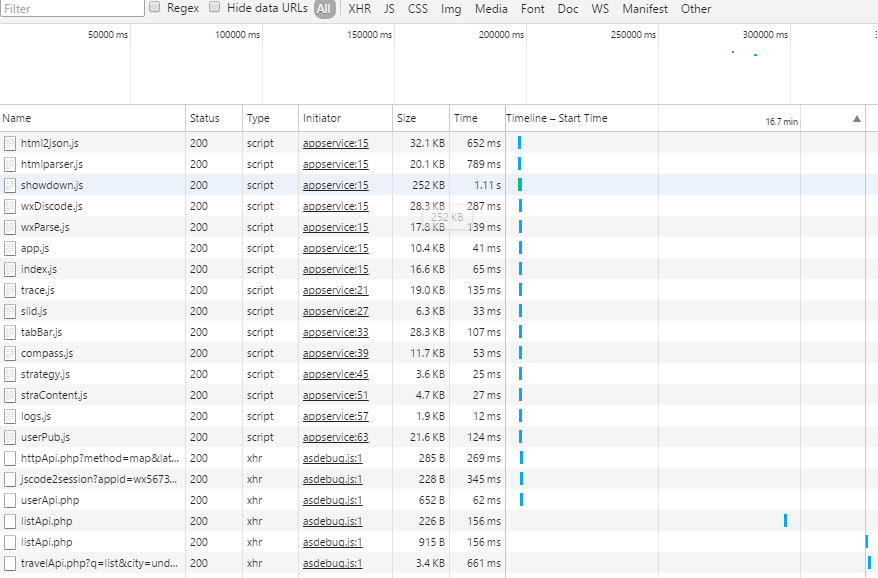 Filter Regex Hide data URLs All XHR JS CSS Img Media Font Doc WS Manifest Other
50000 ms 100000 ms 150000 ms 200000 ms 250000 ms 300000 ms
Name Status Type Initiator Size Time Timeline – Start Time 16.7 min
html2json.js 200 script appservice:15 32.1 KB 652 ms
htmlparser.js 200 script appservice:15 20.1 KB 789 ms
showdown.js 200 script appservice:15 252 KB 1.11 s
wxDiscode.js 200 script appservice:15 28.3 KB 287 ms
252 KB
wxParse.js 200 script appservice:15 17.8 KB 139 ms
app.js 200 script appservice:15 10.4 KB 41 ms
index.js 200 script appservice:15 16.6 KB 65 ms
trace.js 200 script appservice:21 19.0 KB 135 ms
slid.js 200 script appservice:27 6.3 KB 33 ms
tabBar.js 200 script appservice:33 28.3 KB 107 ms
compass.js 200 script appservice:39 11.7 KB 53 ms
strategy.js 200 script appservice:45 3.6 KB 25 ms
straContent.js 200 script appservice:51 4.7 KB 27 ms
logs.js 200 script appservice:57 1.9 KB 12 ms
userPub.js 200 script appservice:63 21.6 KB 124 ms
httpApi.php?method=map&lat... 200 xhr asdebug.js:1 285 B 269 ms
jscode2session?appid=wx5673... 200 xhr asdebug.js:1 228 B 345 ms
userApi.php 200 xhr asdebug.js:1 652 B 62 ms
listApi.php 200 xhr asdebug.js:1 226 B 156 ms
listApi.php 200 xhr asdebug.js:1 915 B 156 ms
travelApi.php?q=list&city=und... 200 xhr asdebug.js:1 3.4 KB 661 ms